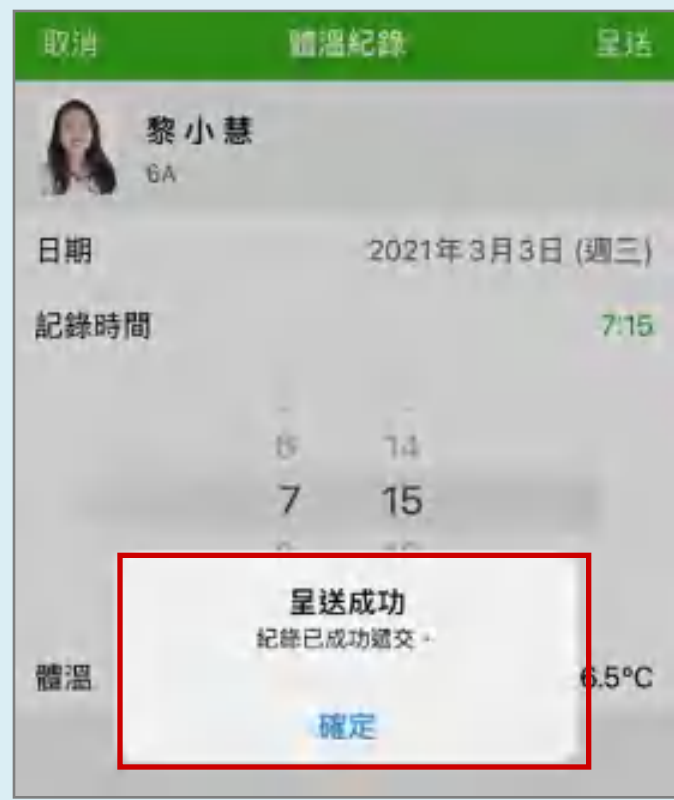 取消 體溫紀錄 呈送
黎小慧
6A
日期 2021年3月3日 (週三)
記錄時間 7:15
6 14
7 15
呈送成功
紀錄已成功遞交。
體溫 6.5°C
確定